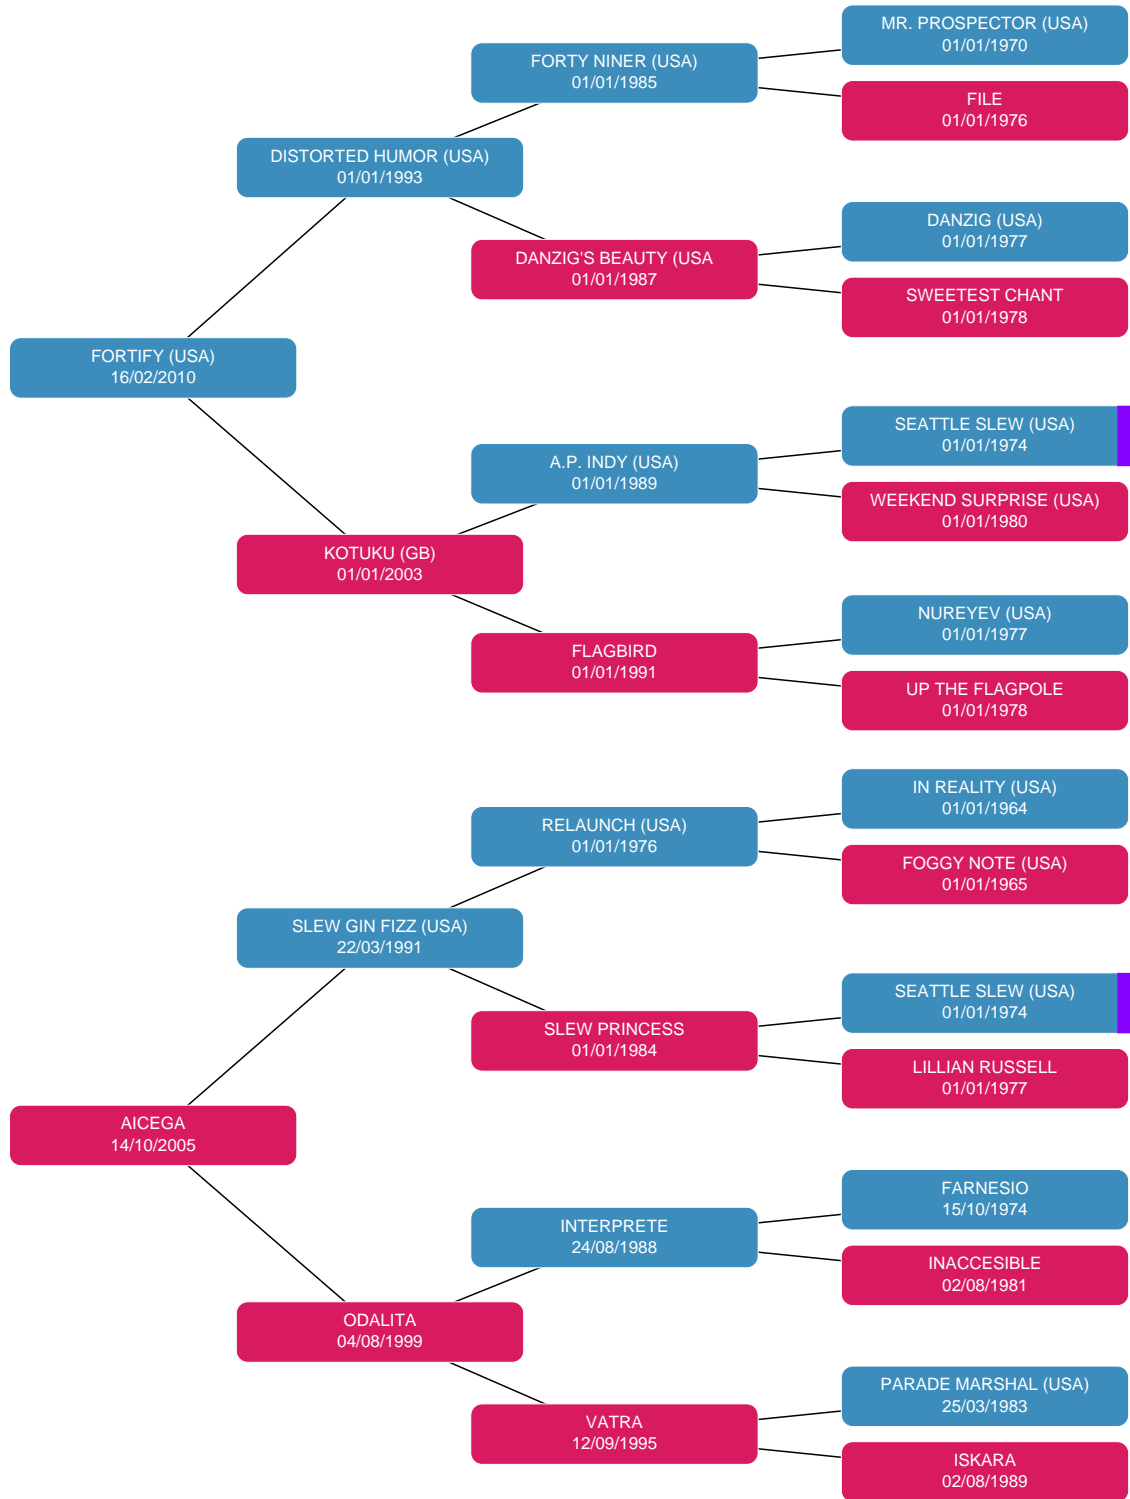 MR. PROSPECTOR (USA)
01/01/1970
FORTY NINER (USA)
01/01/1985
FILE
01/01/1976
DISTORTED HUMOR (USA)
01/01/1993
DANZIG (USA)
01/01/1977
DANZIG'S BEAUTY (USA
01/01/1987
SWEETEST CHANT
01/01/1978
FORTIFY (USA)
16/02/2010
SEATTLE SLEW (USA)
01/01/1974
A.P. INDY (USA)
01/01/1989
WEEKEND SURPRISE (USA)
01/01/1980
KOTUKU (GB)
01/01/2003
NUREYEV (USA)
01/01/1977
FLAGBIRD
01/01/1991
UP THE FLAGPOLE
01/01/1978
IN REALITY (USA)
01/01/1964
RELAUNCH (USA)
01/01/1976
FOGGY NOTE (USA)
01/01/1965
SLEW GIN FIZZ (USA)
22/03/1991
SEATTLE SLEW (USA)
01/01/1974
SLEW PRINCESS
01/01/1984
LILLIAN RUSSELL
01/01/1977
AICEGA
14/10/2005
FARNESIO
15/10/1974
INTERPRETE
24/08/1988
INACCESIBLE
02/08/1981
ODALITA
04/08/1999
PARADE MARSHAL (USA)
25/03/1983
VATRA
12/09/1995
ISKARA
02/08/1989